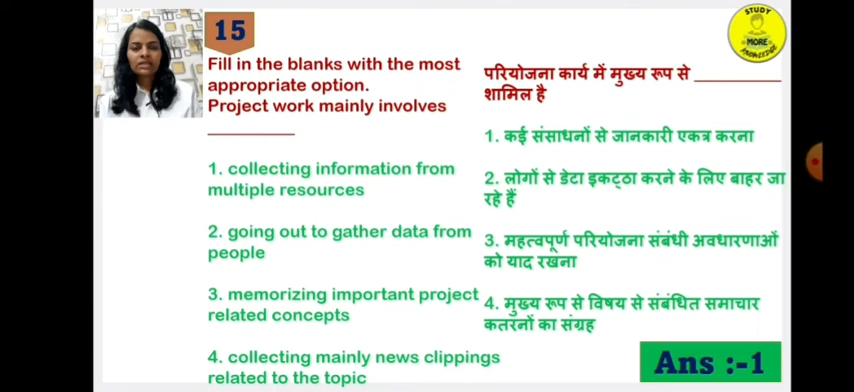 15
Fill in the blanks with the most
appropriate option.
Project work mainly involves
__________
1. collecting information from
multiple resources
2. going out to gather data from
people
3. memorizing important project
related concepts
4. collecting mainly news clippings
related to the topic
STUDY
MORE
KNOWLEDGE
परियोजना कार्य में मुख्य रूप से __________
शामिल है
1. कई संसाधनों से जानकारी एकत्र करना
2. लोगों से डेटा इकट्ठा करने के लिए बाहर जा
रहे हैं
3. महत्वपूर्ण परियोजना संबंधी अवधारणाओं
को याद रखना
4. मुख्य रूप से विषय से संबंधित समाचार
कतरनों का संग्रह
Ans :-1